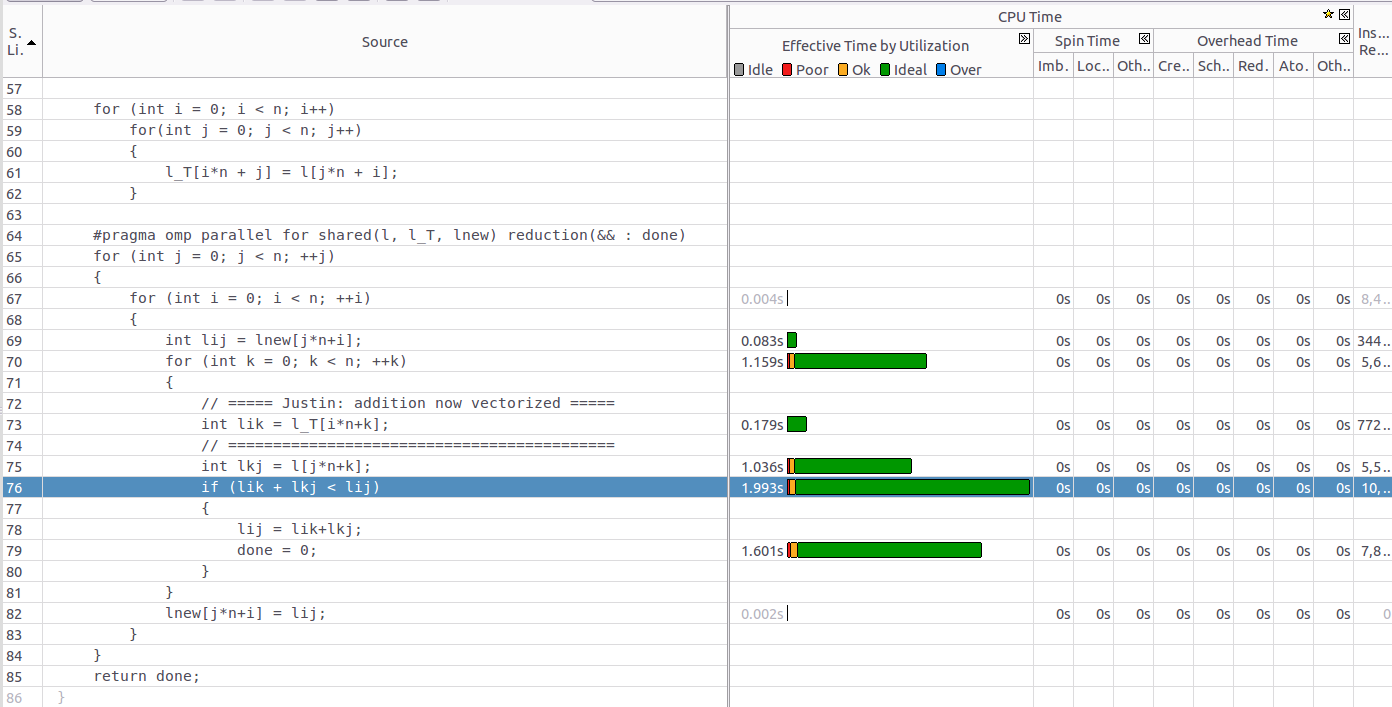 CPU Time
S. Li.
Source
Effective Time by Utilization
Spin Time
Overhead Time
Ins... Re...
Idle Poor Ok Ideal Over
Imb. Loc.. Oth.. Cre.. Sch.. Red. Ato. Oth..
57
58 for (int i = 0; i < n; i++)
59 for(int j = 0; j < n; j++)
60 {
61 l_T[i*n + j] = l[j*n + i];
62 }
63
64 #pragma omp parallel for shared(l, l_T, lnew) reduction(&& : done)
65 for (int j = 0; j < n; ++j)
66 {
67 for (int i = 0; i < n; ++i) 0.004s 0s 0s 0s 0s 0s 0s 0s 0s 8,4..
68 {
69 int lij = lnew[j*n+i]; 0.083s 0s 0s 0s 0s 0s 0s 0s 0s 344..
70 for (int k = 0; k < n; ++k) 1.159s 0s 0s 0s 0s 0s 0s 0s 0s 5,6..
71 {
72 // ===== Justin: addition now vectorized =====
73 int lik = l_T[i*n+k]; 0.179s 0s 0s 0s 0s 0s 0s 0s 0s 772..
74 // ===========================================
75 int lkj = l[j*n+k]; 1.036s 0s 0s 0s 0s 0s 0s 0s 0s 5,5..
76 if (lik + lkj < lij) 1.993s 0s 0s 0s 0s 0s 0s 0s 0s 10,..
77 {
78 lij = lik+lkj;
79 done = 0; 1.601s 0s 0s 0s 0s 0s 0s 0s 0s 7,8..
80 }
81 }
82 lnew[j*n+i] = lij; 0.002s 0s 0s 0s 0s 0s 0s 0s 0s 0
83 }
84 }
85 return done;
86 }